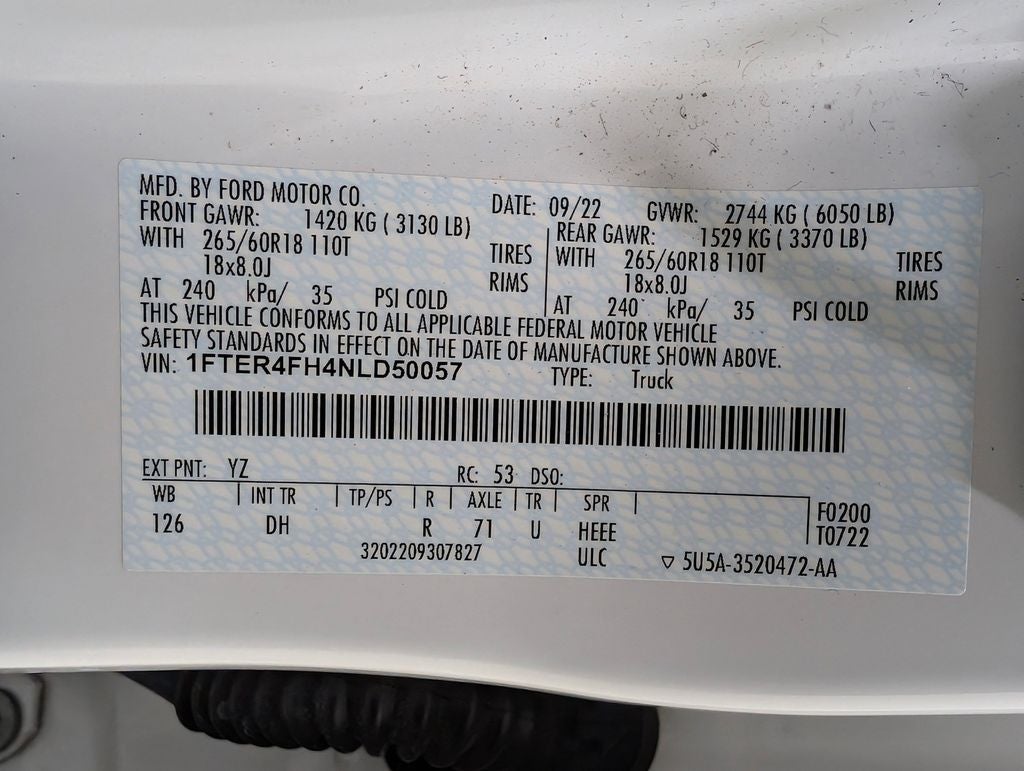 MFD. BY FORD MOTOR CO. DATE: 09/22 GVWR: 2744 KG ( 6050 LB)
FRONT GAWR: 1420 KG ( 3130 LB) REAR GAWR: 1529 KG ( 3370 LB)
WITH 265/60R18 110T TIRES WITH 265/60R18 110T TIRES
18x8.0J RIMS 18x8.0J RIMS
AT 240 kPa/ 35 PSI COLD AT 240 kPa/ 35 PSI COLD
THIS VEHICLE CONFORMS TO ALL APPLICABLE FEDERAL MOTOR VEHICLE
SAFETY STANDARDS IN EFFECT ON THE DATE OF MANUFACTURE SHOWN ABOVE.
VIN: 1FTER4FH4NLD50057 TYPE: Truck
EXT PNT: YZ RC: 53 DSO:
WB INT TR TP/PS R AXLE TR SPR F0200
126 DH R 71 U HEEE T0722
3202209307827 ULC ▽ 5U5A-3520472-AA